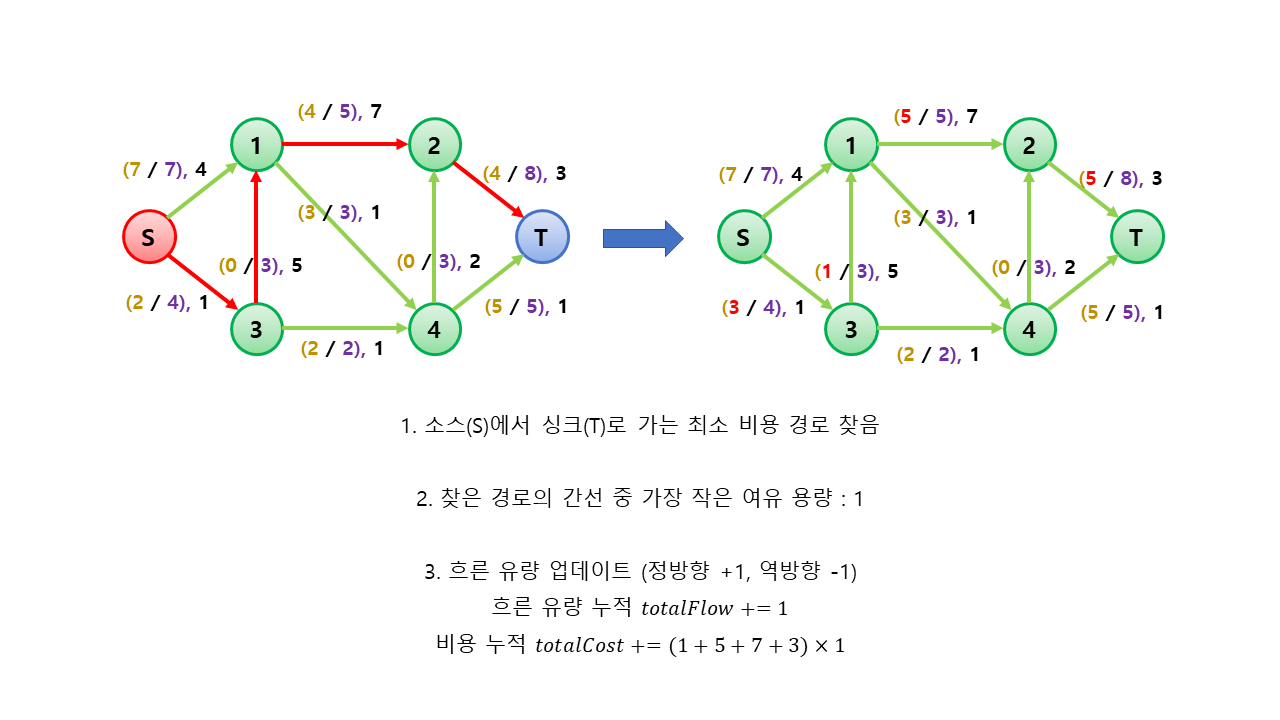 (4 / 5), 7
(5 / 5), 7
1
2
1
2
(7 / 7), 4
(4 / 8), 3
(7 / 7), 4
(5 / 8), 3
(3 / 3), 1
(3 / 3), 1
S
T
S
T
(0 / 3), 5
(0 / 3), 2
(1 / 3), 5
(0 / 3), 2
(2 / 4), 1
(5 / 5), 1
(3 / 4), 1
(5 / 5), 1
3
4
3
4
(2 / 2), 1
(2 / 2), 1
1. 소스(S)에서 싱크(T)로 가는 최소 비용 경로 찾음
2. 찾은 경로의 간선 중 가장 작은 여유 용량 : 1
3. 흐른 유량 업데이트 (정방향 +1, 역방향 -1)
흐른 유량 누적 totalFlow += 1
비용 누적 totalCost += (1 + 5 + 7 + 3) × 1